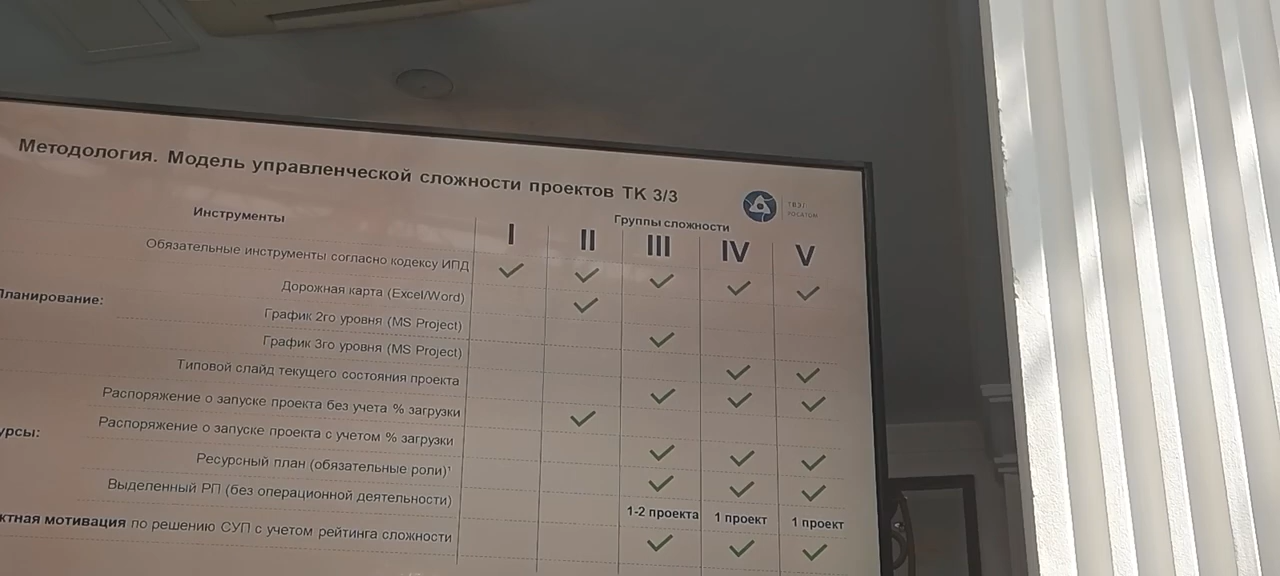 Методология. Модель управленческой сложности проектов ТК 3/3
ТВЭЛ
РОСАТОМ
Инструменты
Группы сложности
I II III IV V
Обязательные инструменты согласно кодексу ИПД ✓ ✓ ✓ ✓ ✓
Дорожная карта (Excel/Word) ✓
Планирование:
График 2го уровня (MS Project) ✓
График 3го уровня (MS Project) ✓ ✓
Типовой слайд текущего состояния проекта ✓ ✓ ✓
Распоряжение о запуске проекта без учета % загрузки ✓
урсы:
Распоряжение о запуске проекта с учетом % загрузки ✓ ✓ ✓
Ресурсный план (обязательные роли)¹ ✓ ✓ ✓
Выделенный РП (без операционной деятельности) 1-2 проекта 1 проект 1 проект
ктная мотивация по решению СУП с учетом рейтинга сложности ✓ ✓ ✓